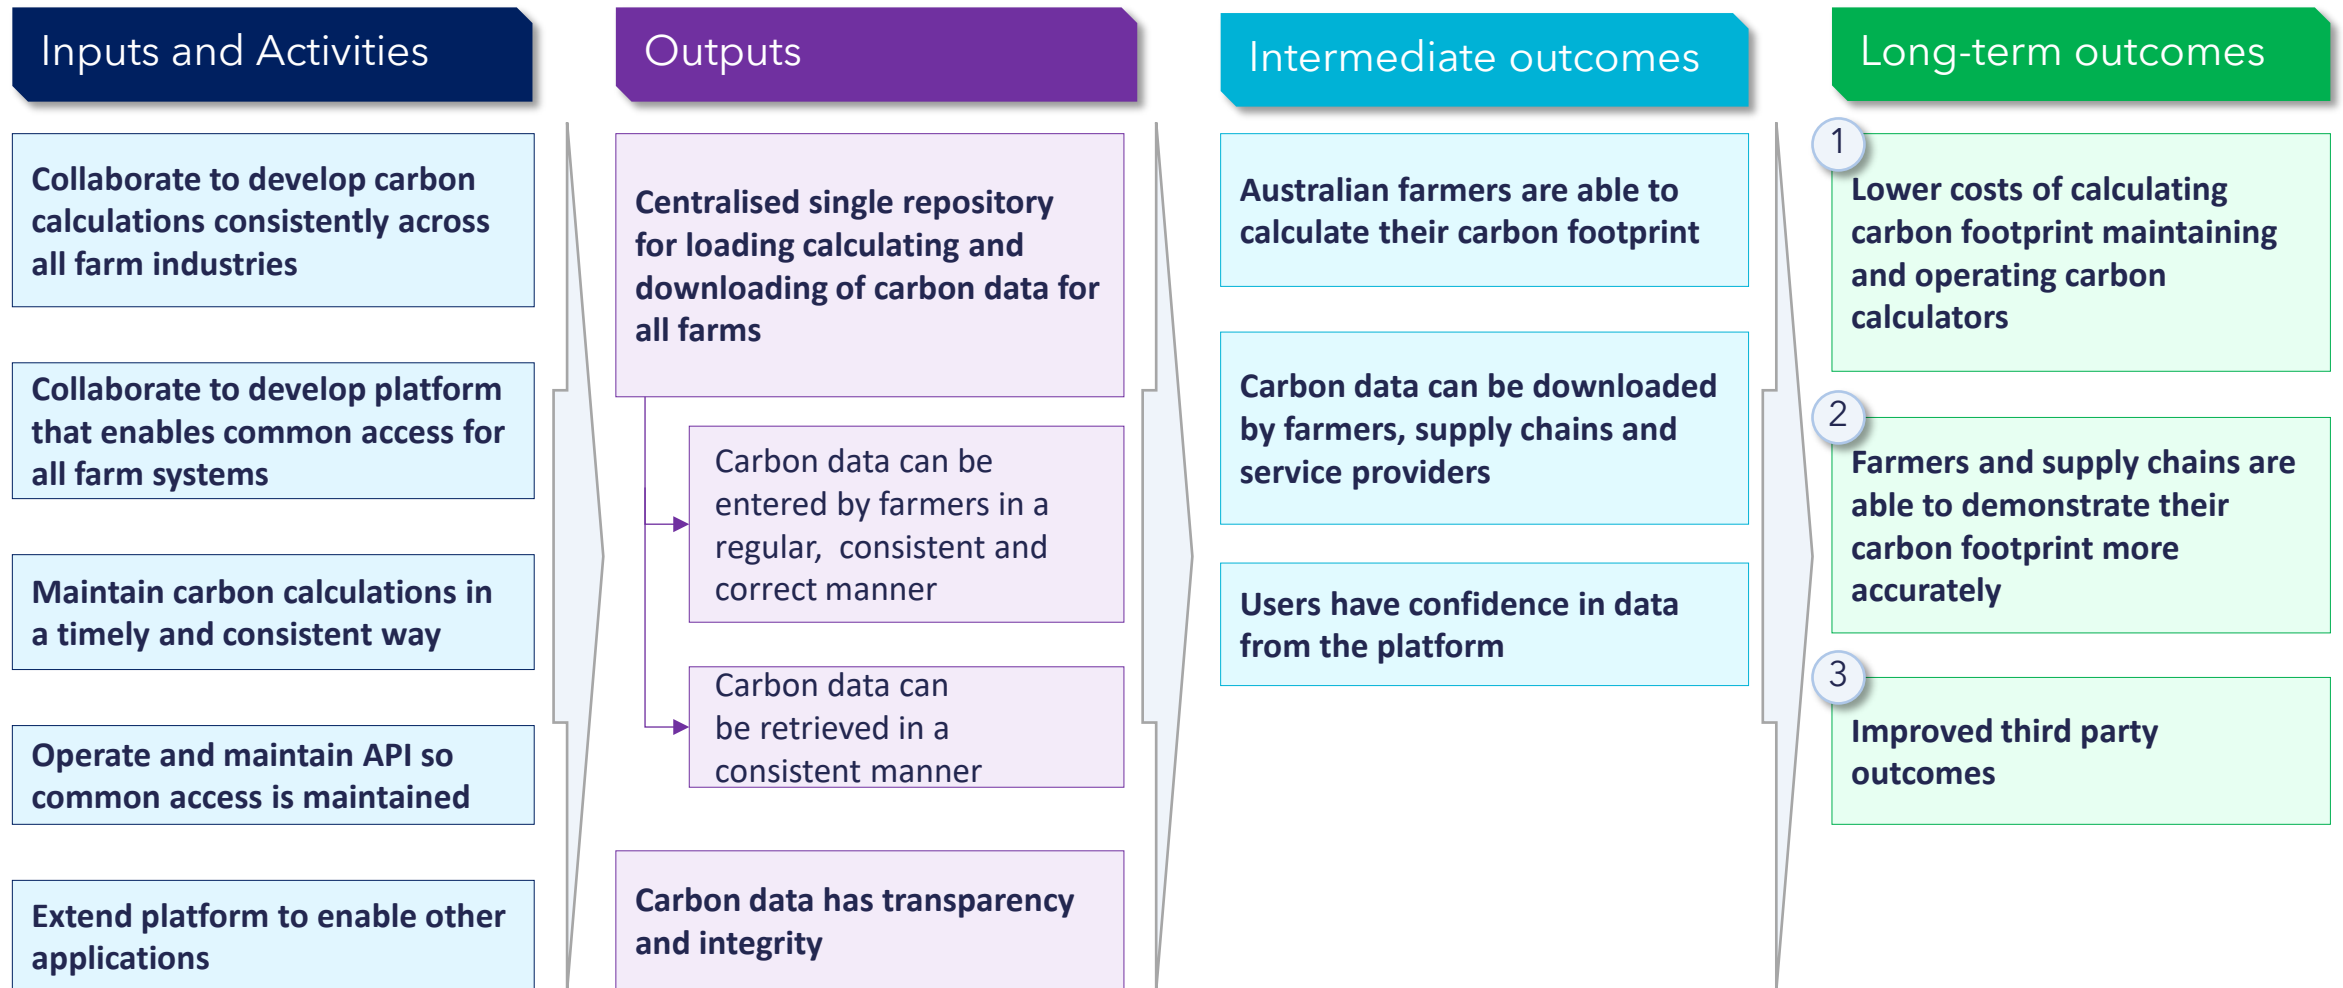 Inputs and Activities
Collaborate to develop carbon
calculations consistently across
all farm industries
Collaborate to develop platform
that enables common access for
all farm systems
Maintain carbon calculations in
a timely and consistent way
Operate and maintain API so
common access is maintained
Extend platform to enable other
applications
Outputs
Centralised single repository
for loading calculating and
downloading of carbon data for
all farms
Carbon data can be
entered by farmers in a
regular, consistent and
correct manner
Carbon data can
be retrieved in a
consistent manner
Carbon data has transparency
and integrity
Intermediate outcomes
Australian farmers are able to
calculate their carbon footprint
Carbon data can be downloaded
by farmers, supply chains and
service providers
Users have confidence in data
from the platform
Long-term outcomes
1
Lower costs of calculating
carbon footprint maintaining
and operating carbon
calculators
2
Farmers and supply chains are
able to demonstrate their
carbon footprint more
accurately
3
Improved third party
outcomes